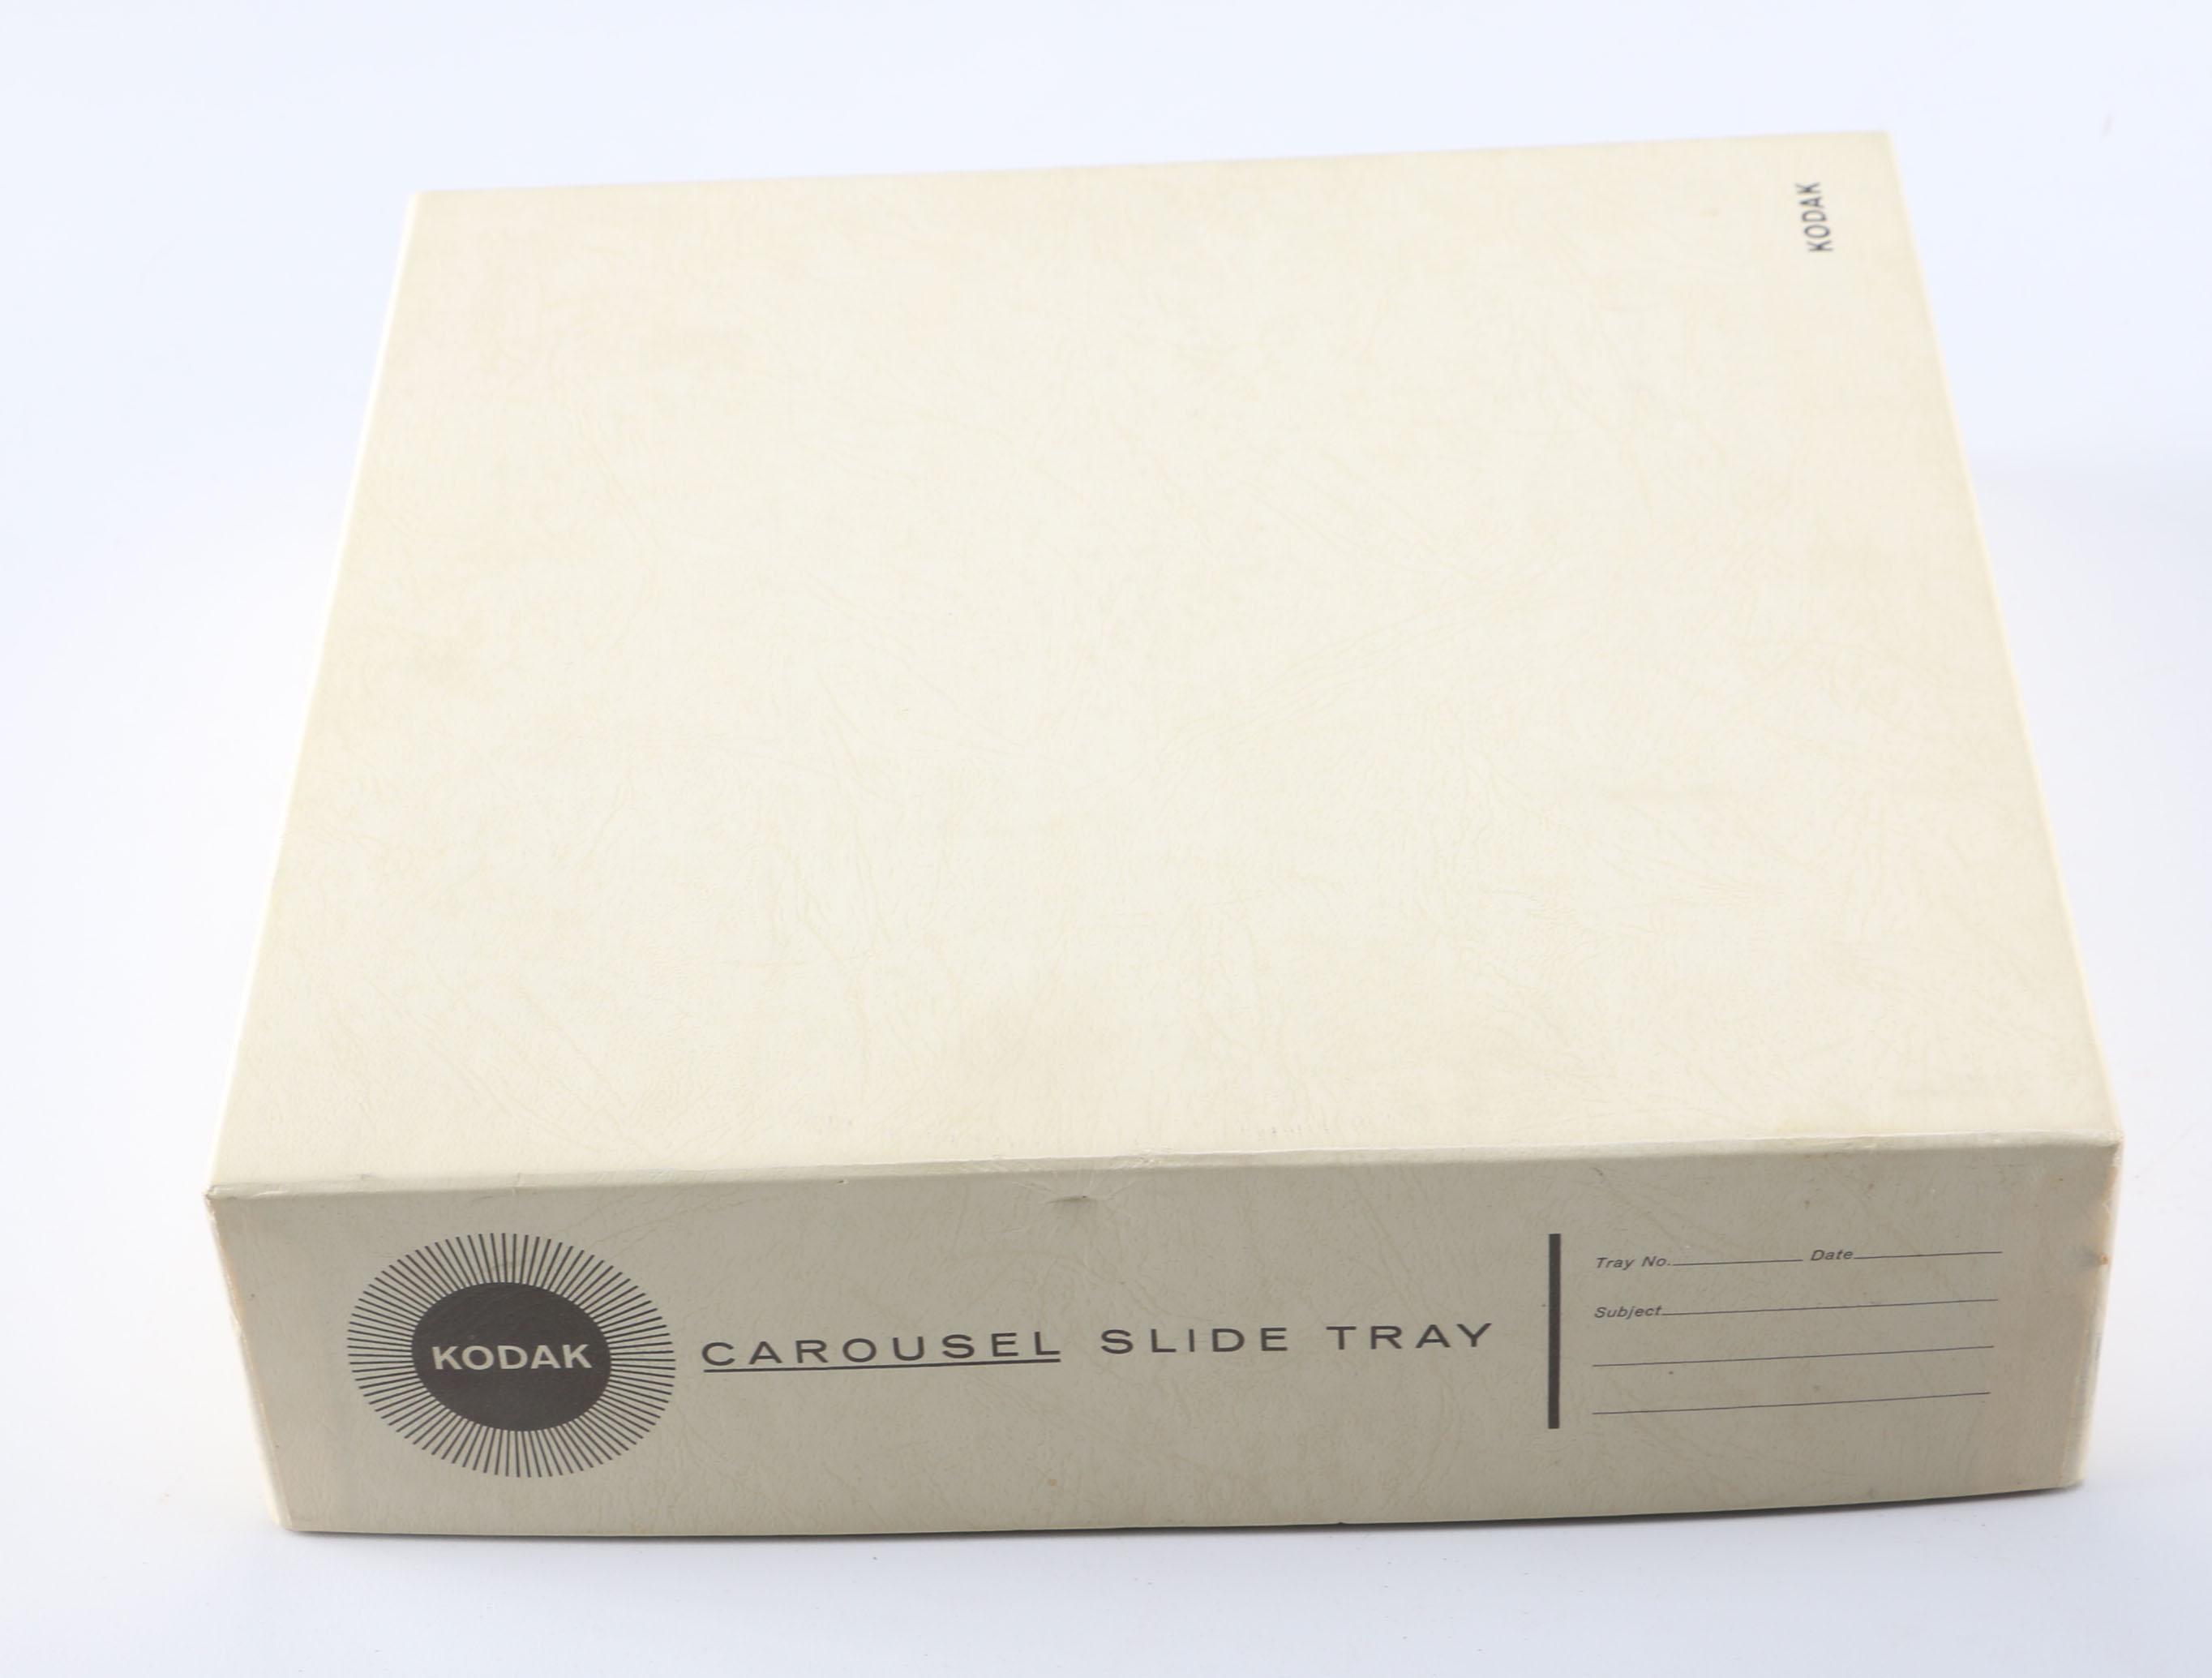 KODAK
KODAK
CAROUSEL SLIDE TRAY
Tray No. Date
Subject